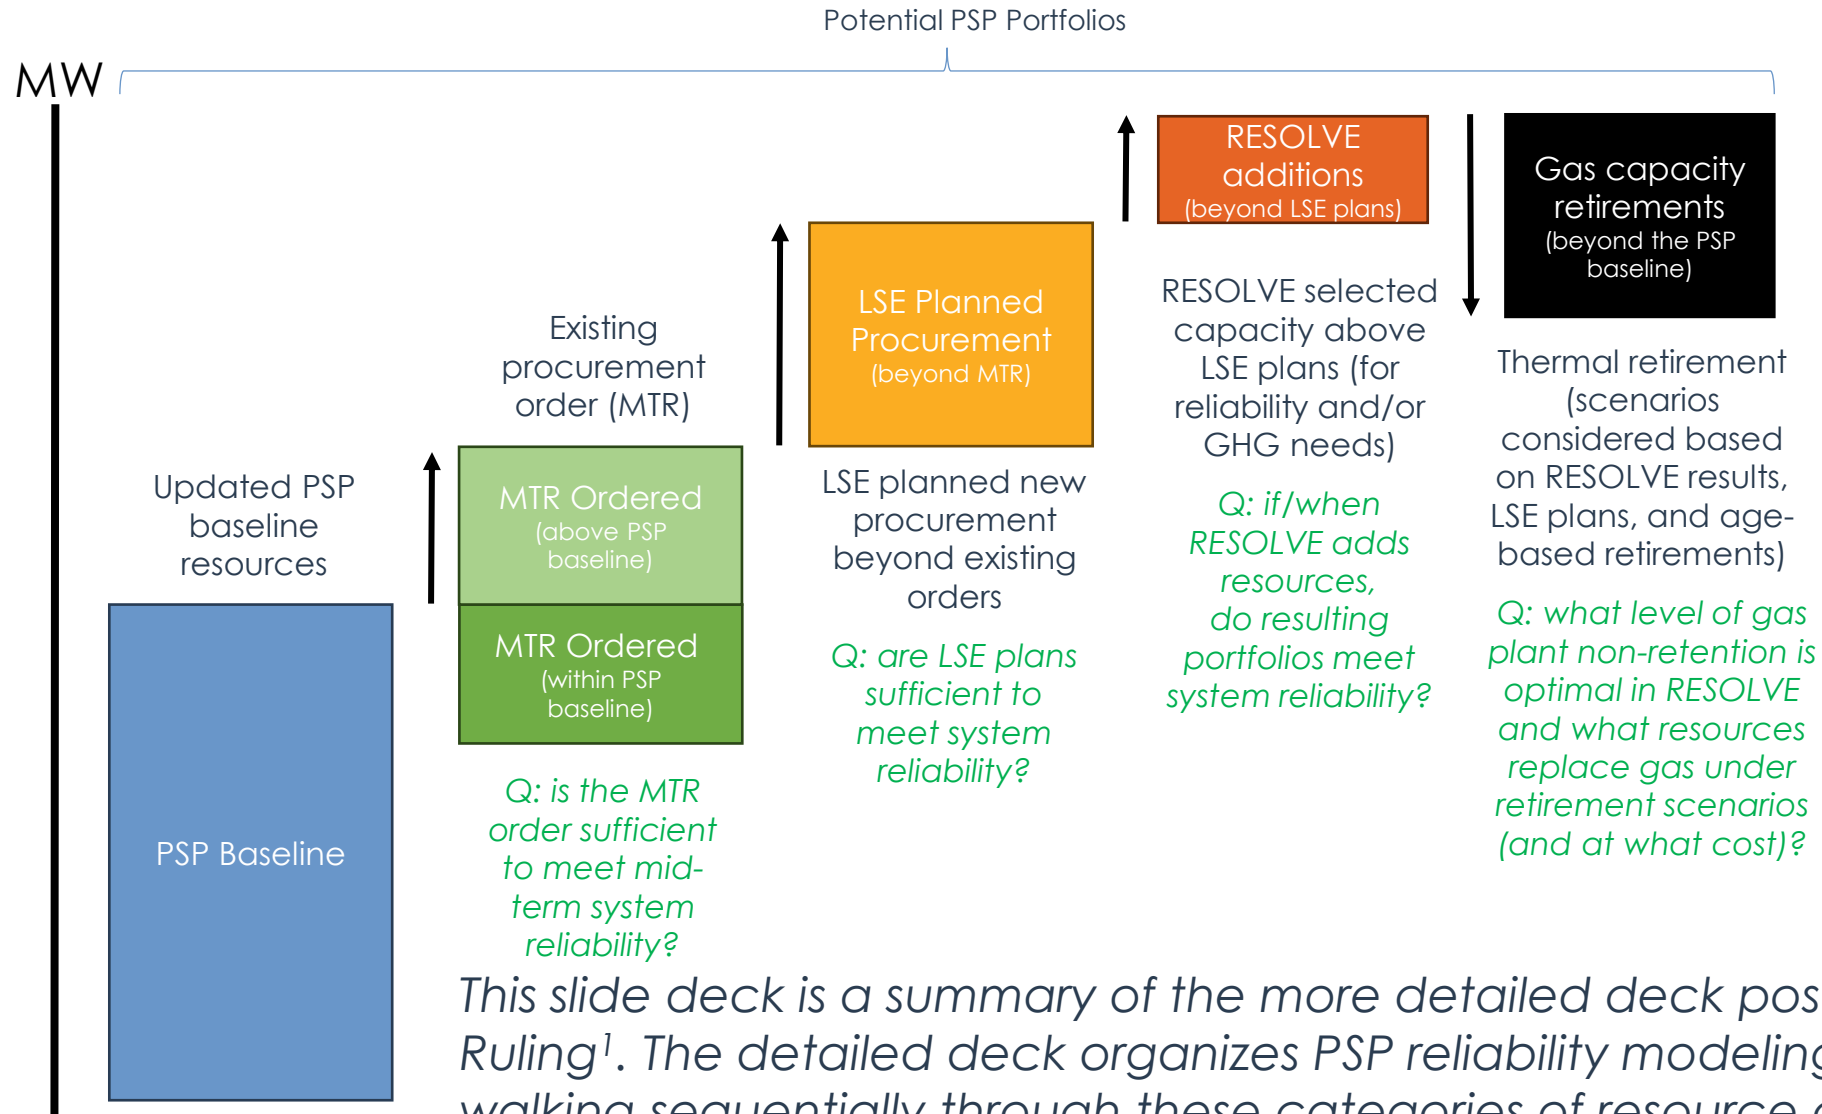 Potential PSP Portfolios
MW
Updated PSP
baseline
resources
PSP Baseline
Existing
procurement
order (MTR)
MTR Ordered
(above PSP
baseline)
MTR Ordered
(within PSP
baseline)
Q: is the MTR
order sufficient
to meet mid-
term system
reliability?
LSE Planned
Procurement
(beyond MTR)
LSE planned new
procurement
beyond existing
orders
Q: are LSE plans
sufficient to
meet system
reliability?
RESOLVE
additions
(beyond LSE plans)
RESOLVE selected
capacity above
LSE plans (for
reliability and/or
GHG needs)
Q: if/when
RESOLVE adds
resources,
do resulting
portfolios meet
system reliability?
Gas capacity
retirements
(beyond the PSP
baseline)
Thermal retirement
(scenarios
considered based
on RESOLVE results,
LSE plans, and age-
based retirements)
Q: what level of gas
plant non-retention is
optimal in RESOLVE
and what resources
replace gas under
retirement scenarios
(and at what cost)?
This slide deck is a summary of the more detailed deck pos
Ruling¹. The detailed deck organizes PSP reliability modeling
walking sequentially through these categories of resource